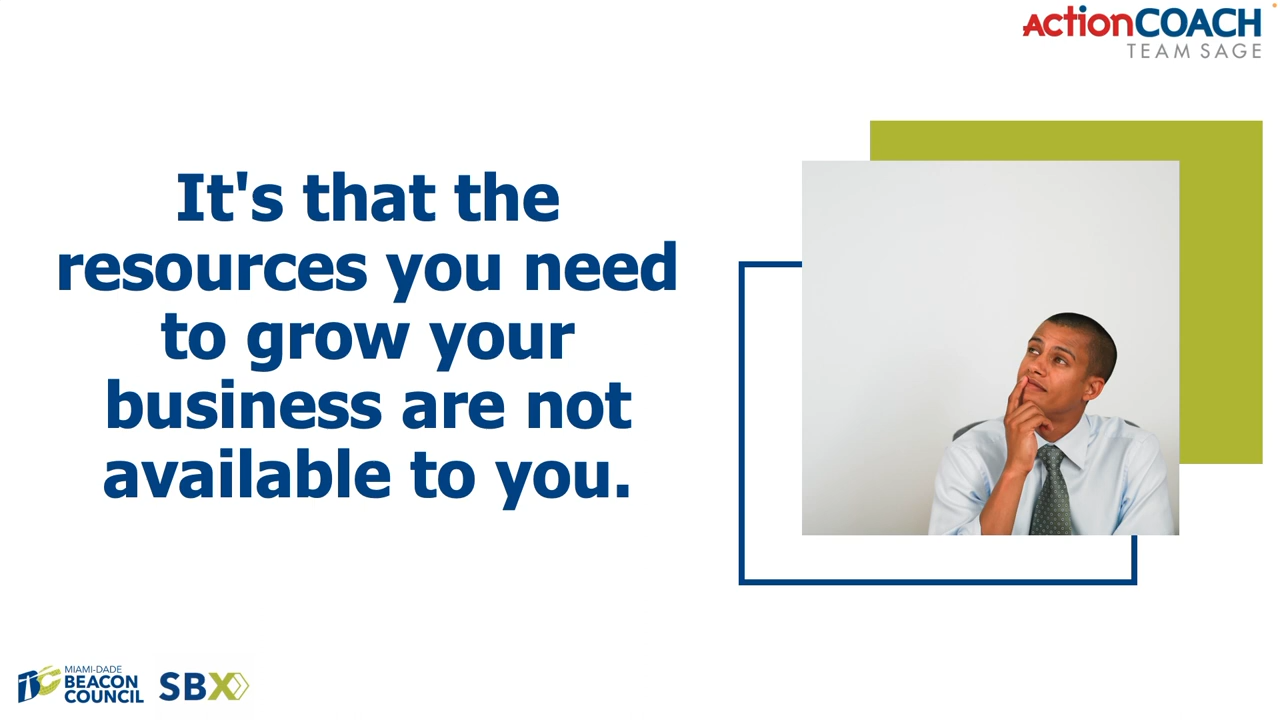 ActionCOACH
TEAM SAGE
It's that the
resources you need
to grow your
business are not
available to you.
MIAMI-DADE
BEACON
COUNCIL
SBX